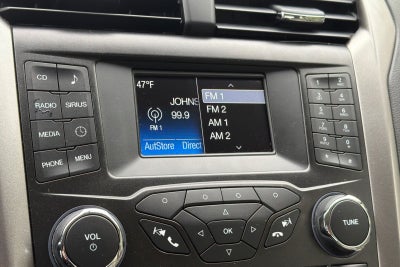 47°F
CD
RADIO
SIRIUS
MEDIA
PHONE
MENU
JOHNS
99.9
FM 1
AutoStore
Direct
FM 1
FM 2
AM 1
AM 2
VOL
OK
TUNE